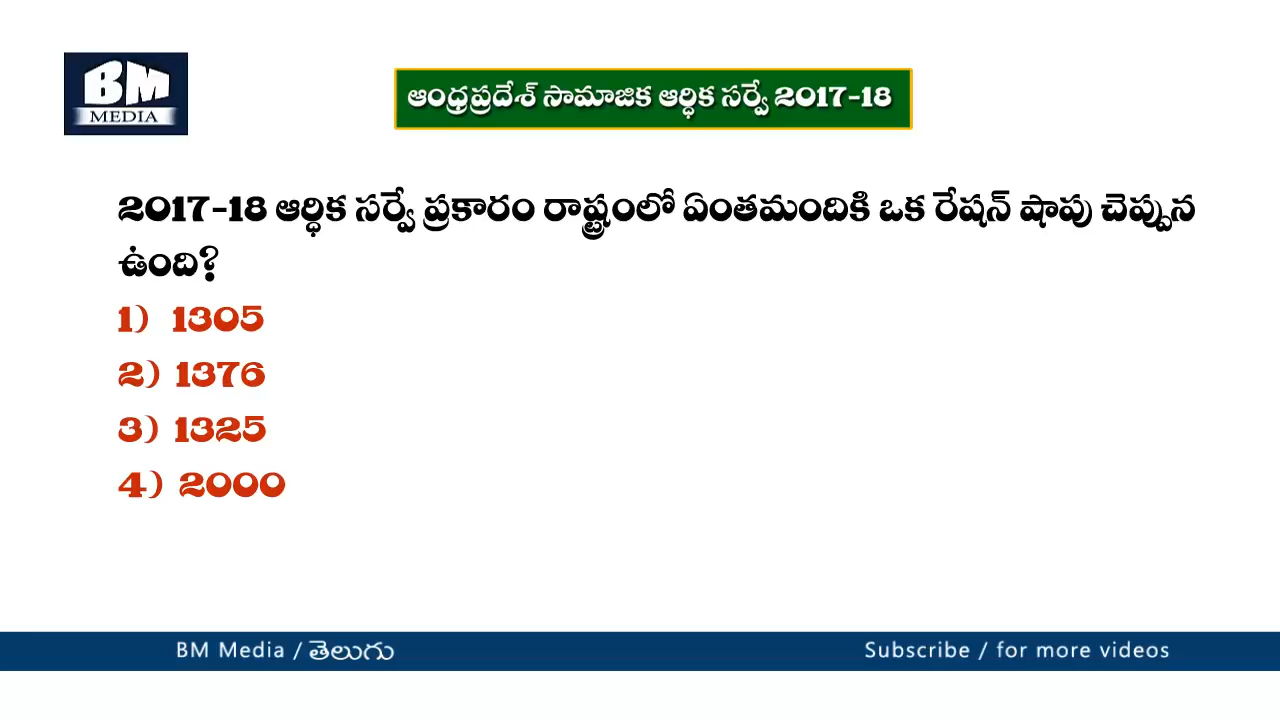 BM
MEDIA
ఆంధ్రప్రదేశ్ సామాజిక ఆర్ధిక సర్వే 2017-18
2017-18 ఆర్ధిక సర్వే ప్రకారం రాష్ట్రంలో ఏంతమందికి ఒక రేషన్ షాపు చెప్పున
ఉంది?
1) 1305
2) 1376
3) 1325
4) 2000
BM Media / తెలుగు
Subscribe / for more videos